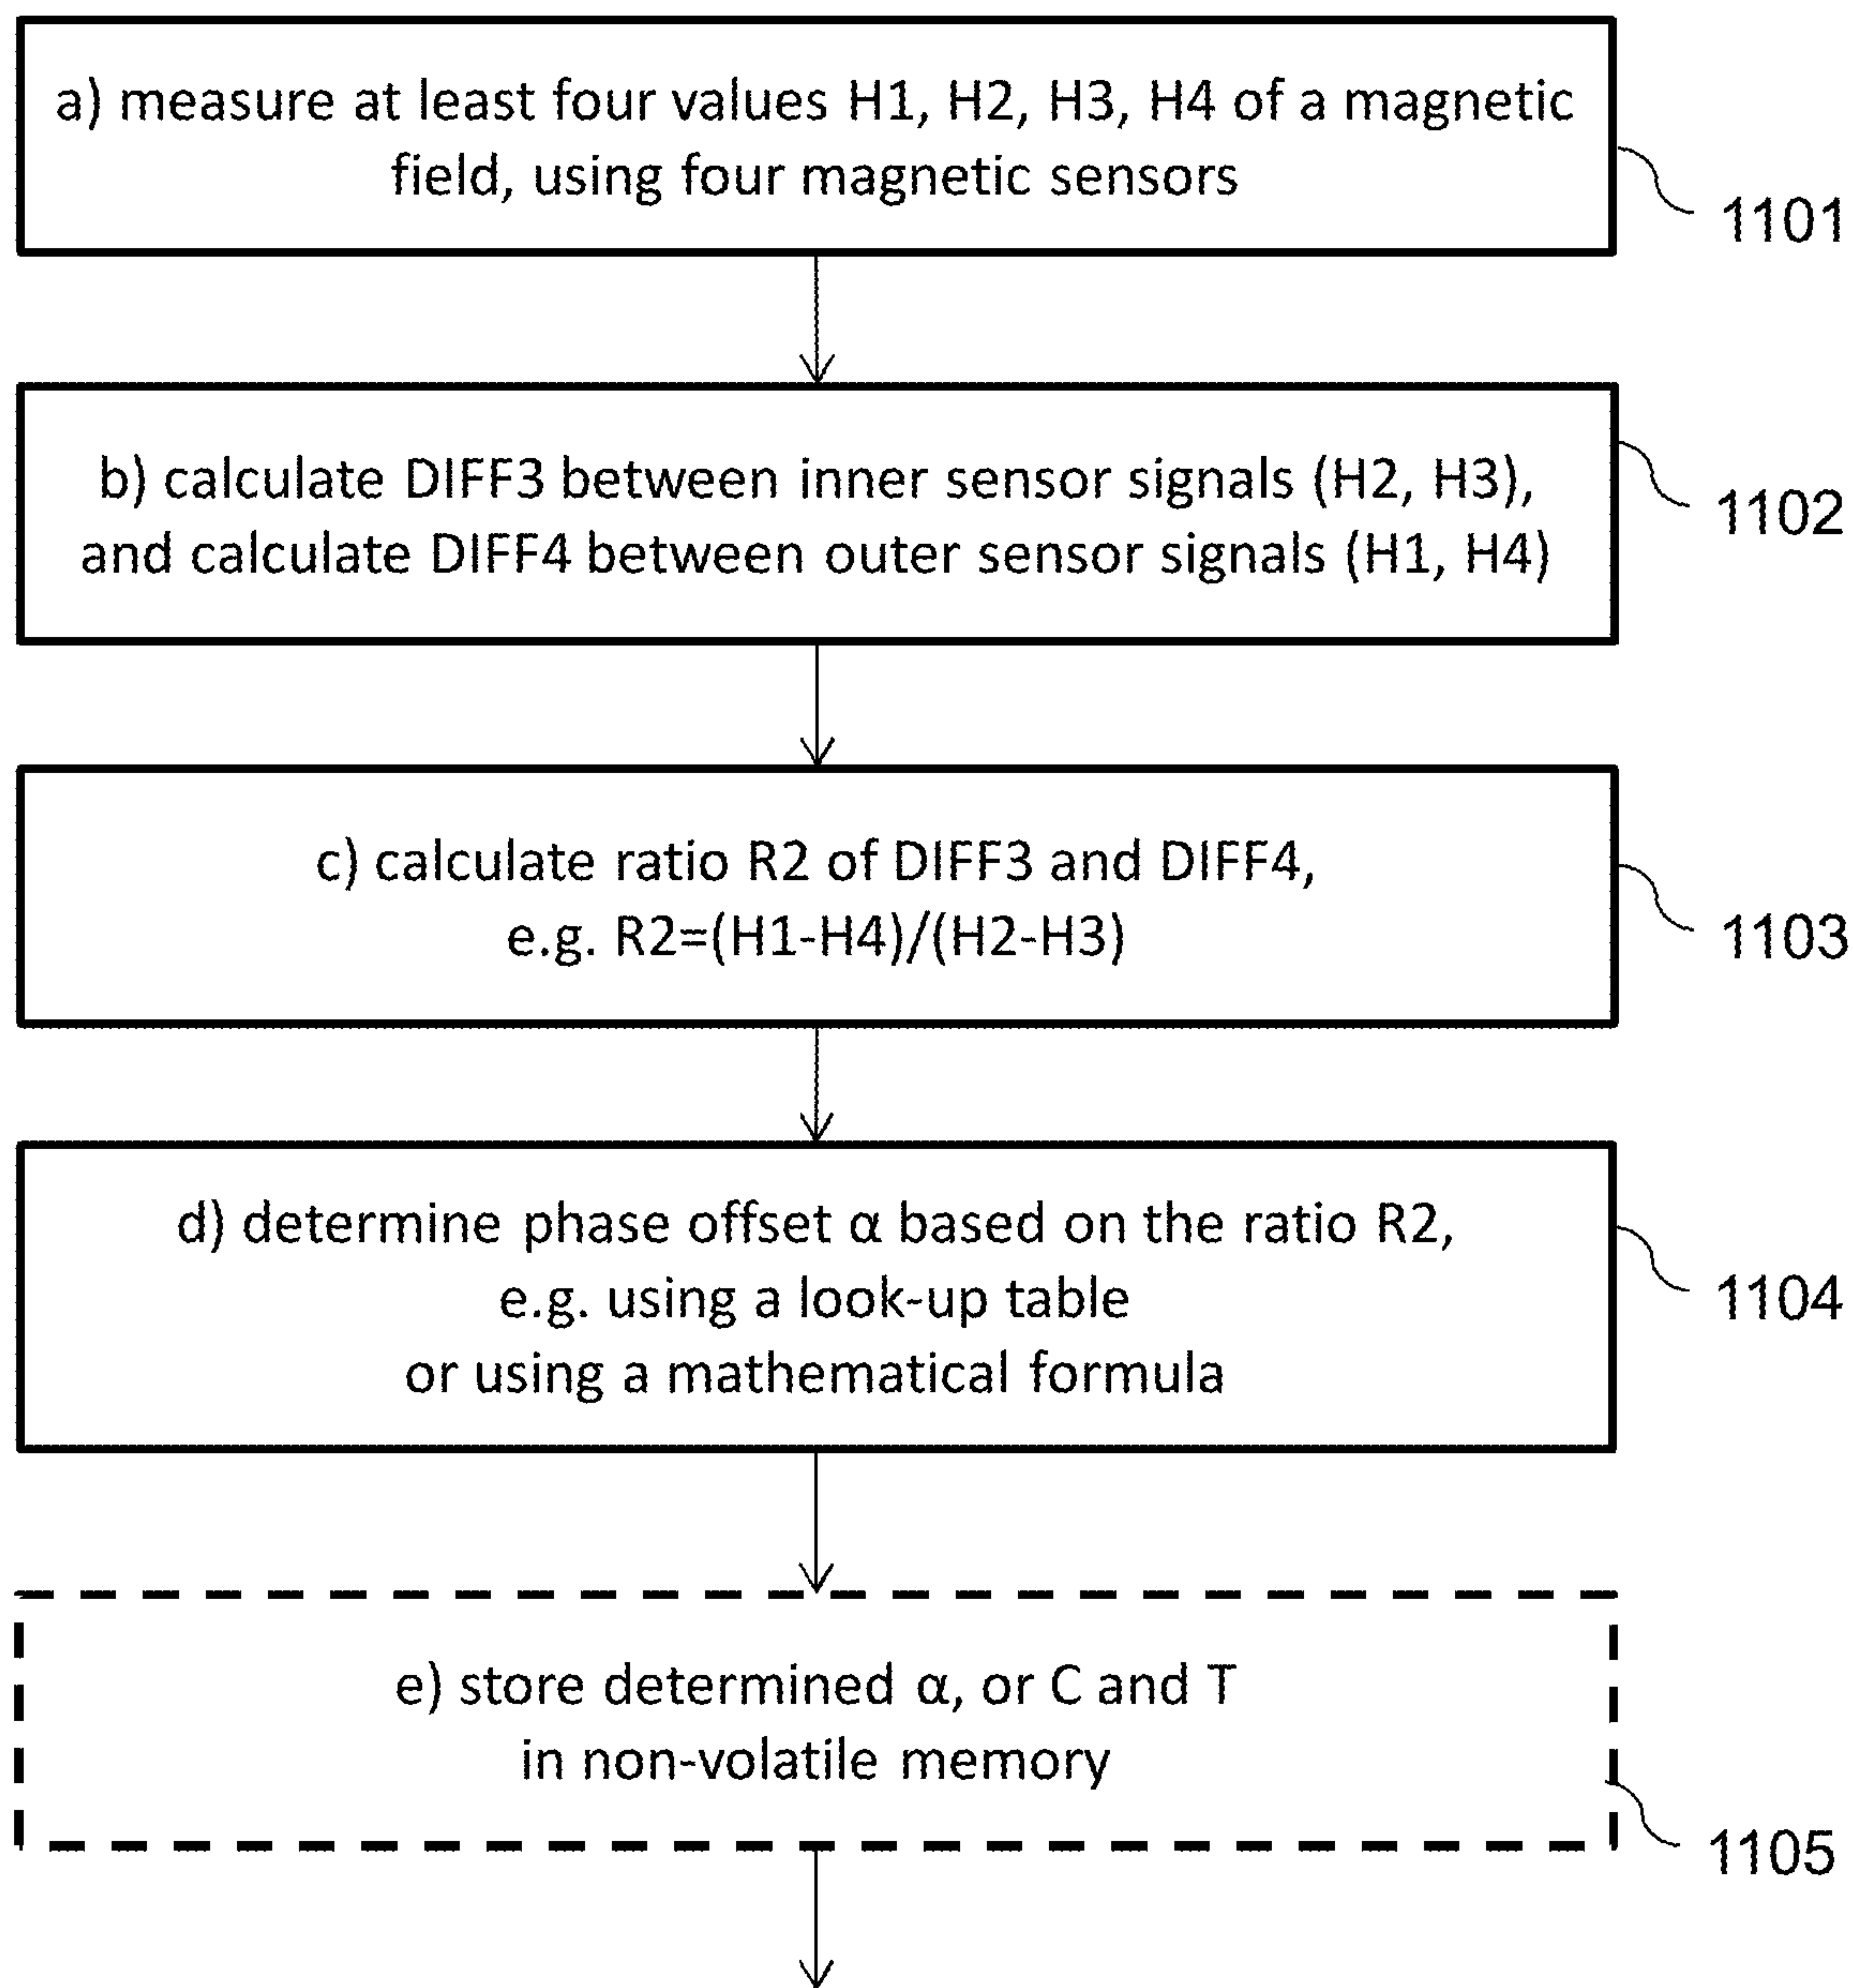 a) measure at least four values H1, H2, H3, H4 of a magnetic
field, using four magnetic sensors
1101
b) calculate DIFF3 between inner sensor signals (H2, H3),
and calculate DIFF4 between outer sensor signals (H1, H4)
1102
c) calculate ratio R2 of DIFF3 and DIFF4,
e.g. R2=(H1-H4)/(H2-H3)
1103
d) determine phase offset α based on the ratio R2,
e.g. using a look-up table
or using a mathematical formula
1104
e) store determined α, or C and T
in non-volatile memory
1105